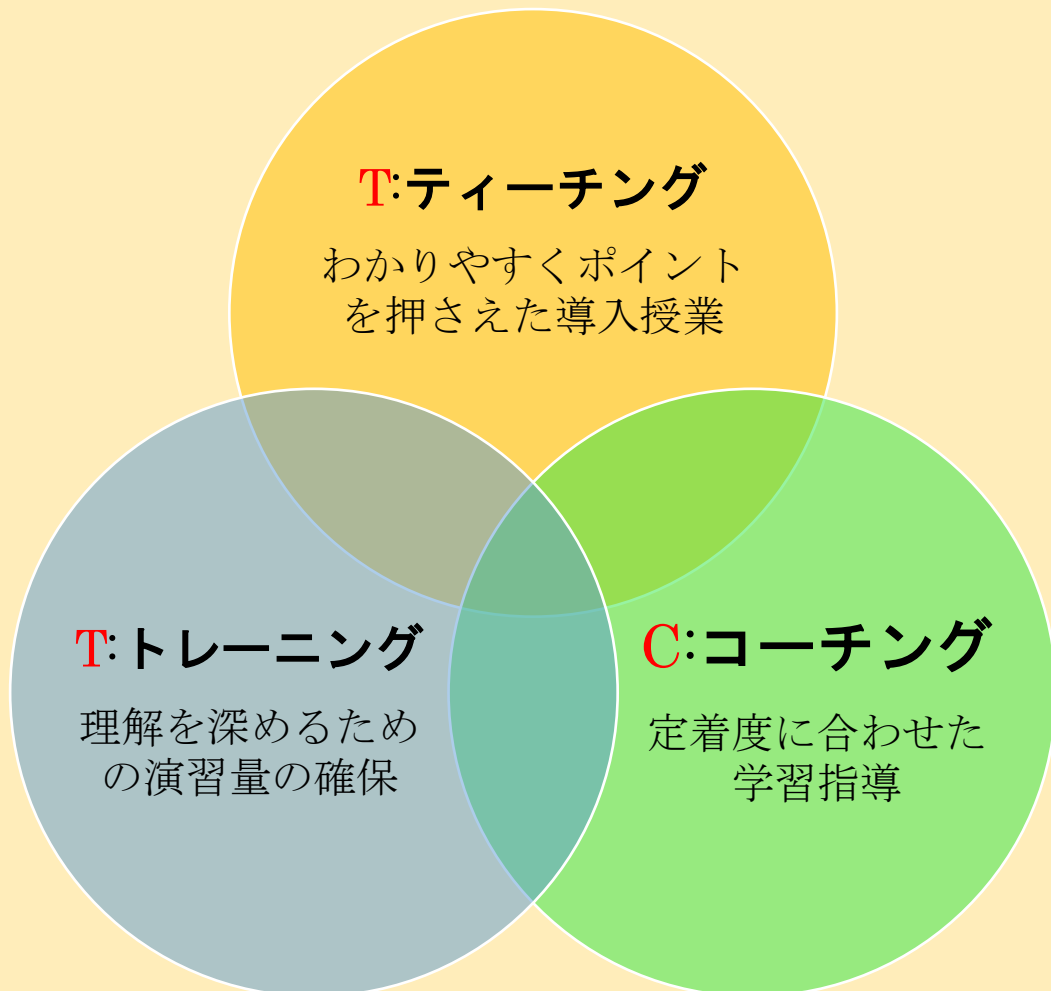 T:ティーチング
わかりやすくポイント
を押さえた導入授業
T:トレーニング
理解を深めるため
の演習量の確保
C:コーチング
定着度に合わせた
学習指導